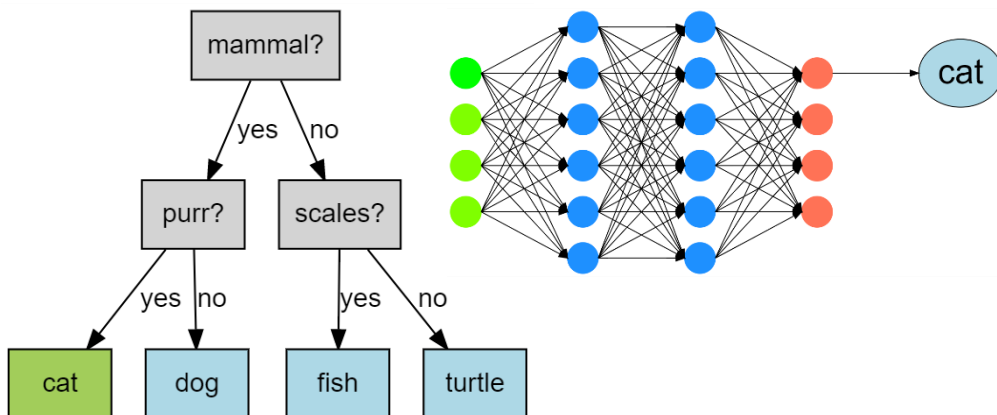 mammal?
cat
yes no
purr? scales?
yes no yes no
cat dog fish turtle